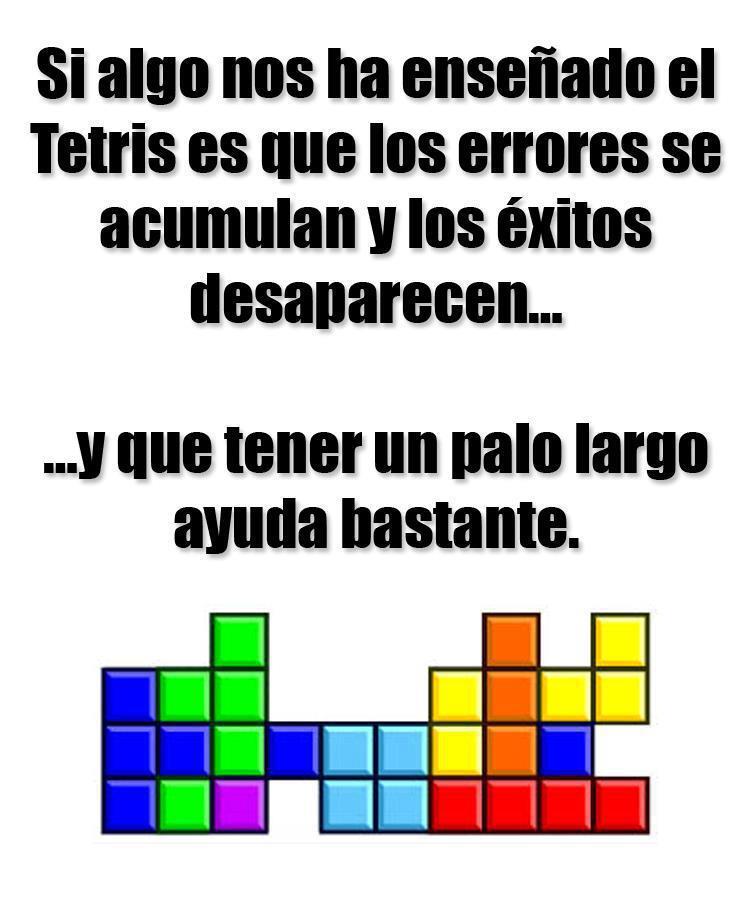 Si algo nos ha enseñado el
Tetris es que los errores se
acumulan y los éxitos
desaparecen...
...y que tener un palo largo
ayuda bastante.